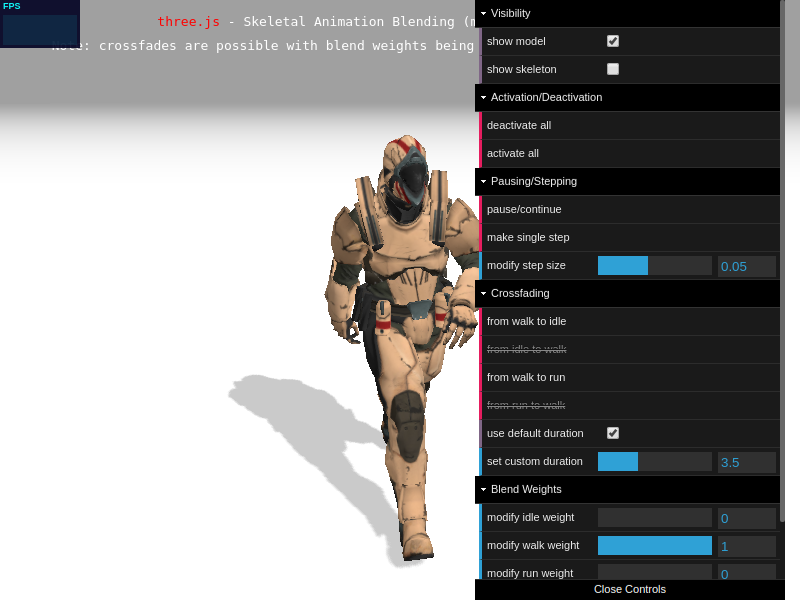 FPS
three.js - Skeletal Animation Blending (
Note: crossfades are possible with blend weights being
Visibility
show model
show skeleton
Activation/Deactivation
deactivate all
activate all
Pausing/Stepping
pause/continue
make single step
modify step size 0.05
Crossfading
from walk to idle
from idle to walk
from walk to run
from run to walk
use default duration
set custom duration 3.5
Blend Weights
modify idle weight 0
modify walk weight 1
modify run weight 0
Close Controls